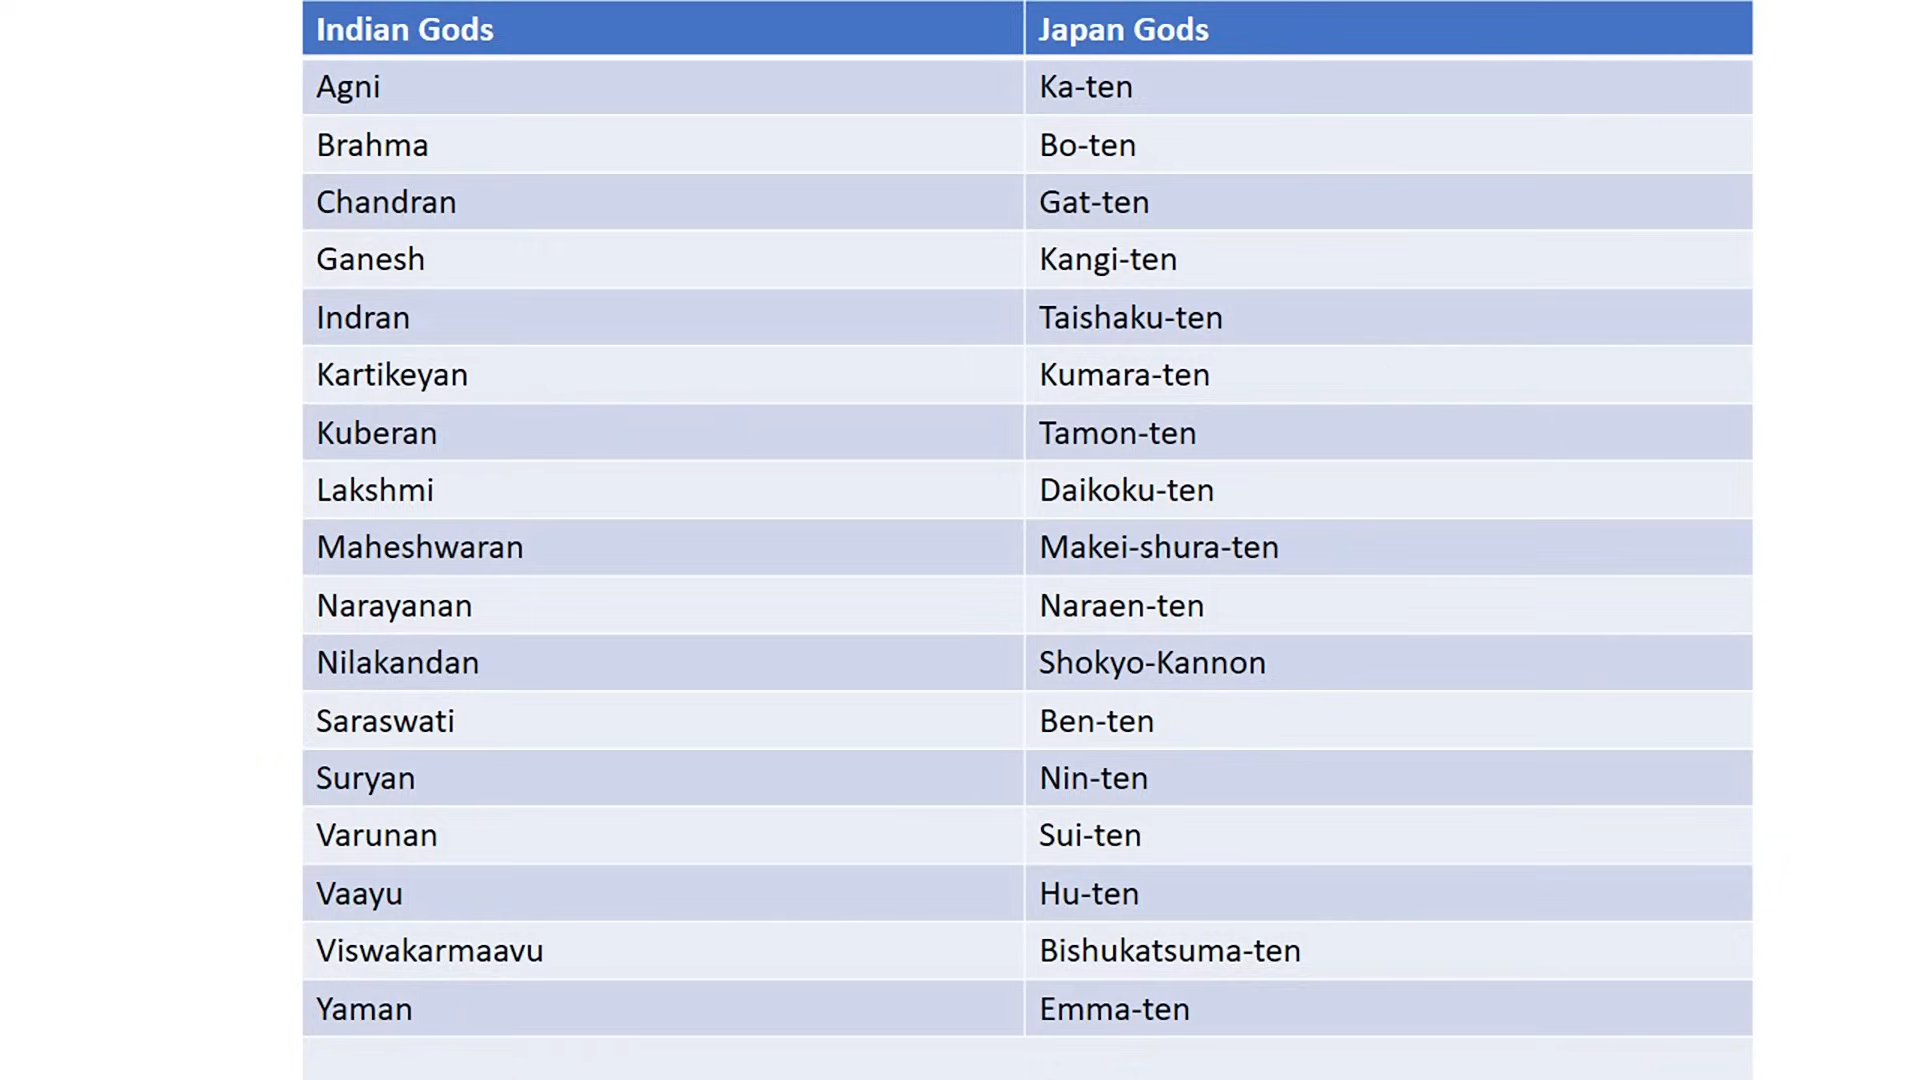 Indian Gods Japan Gods
Agni Ka-ten
Brahma Bo-ten
Chandran Gat-ten
Ganesh Kangi-ten
Indran Taishaku-ten
Kartikeyan Kumara-ten
Kuberan Tamon-ten
Lakshmi Daikoku-ten
Maheshwaran Makei-shura-ten
Narayanan Naraen-ten
Nilakandan Shokyo-Kannon
Saraswati Ben-ten
Suryan Nin-ten
Varunan Sui-ten
Vaayu Hu-ten
Viswakarmaavu Bishukatsuma-ten
Yaman Emma-ten